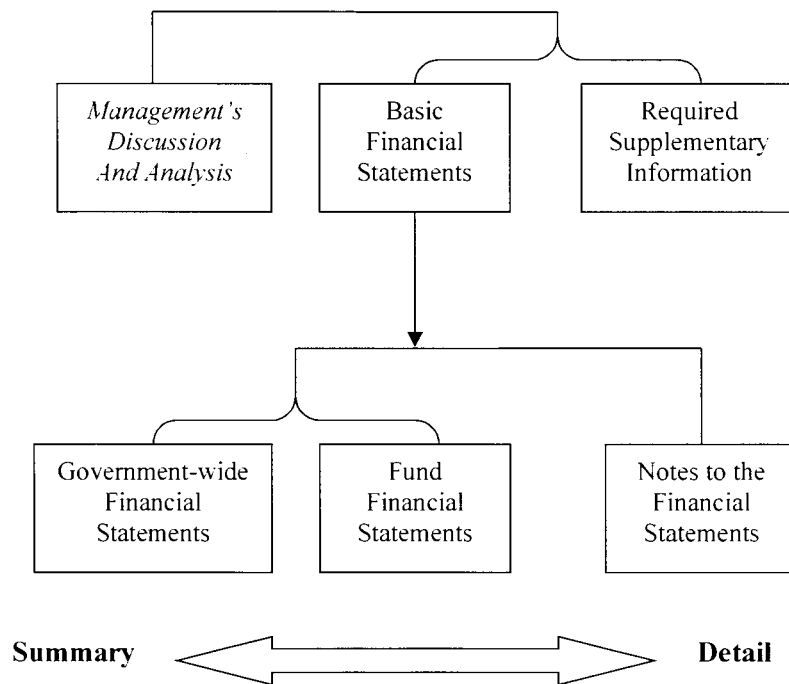 Management's
Discussion
And Analysis
Basic
Financial
Statements
Required
Supplementary
Information
Government-wide
Financial
Statements
Fund
Financial
Statements
Notes to the
Financial
Statements
Summary
Detail